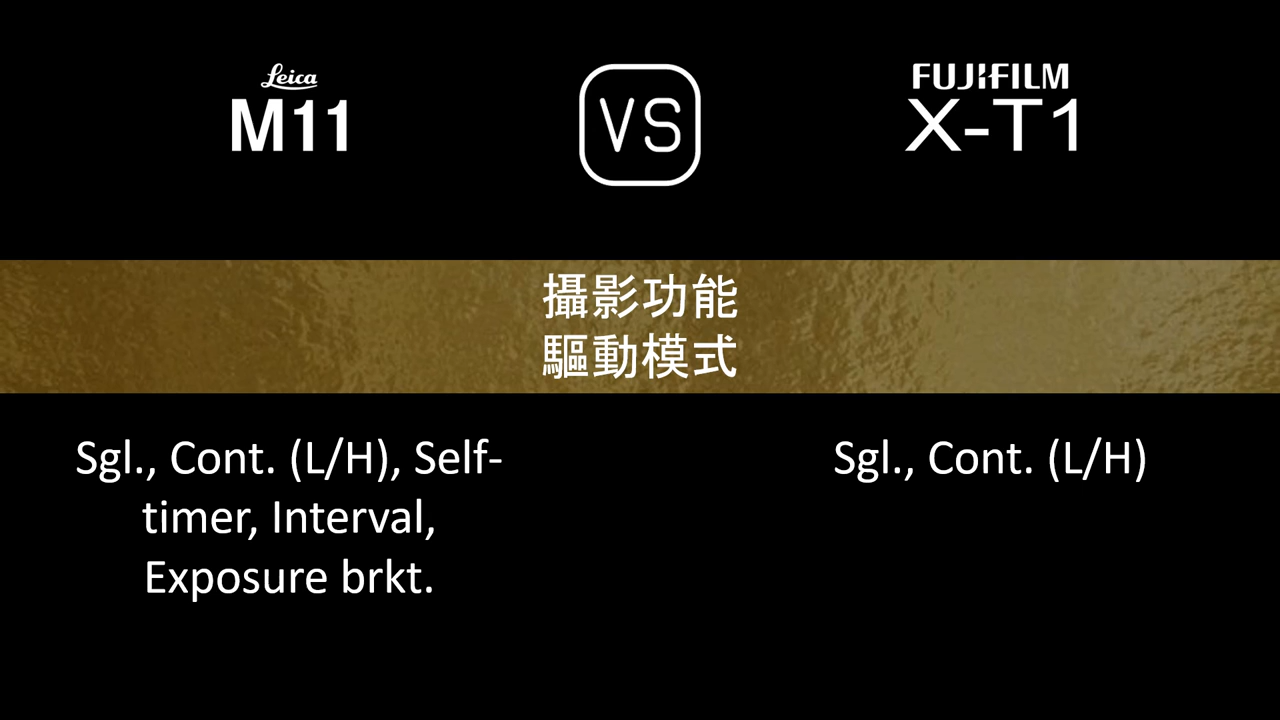 Leica
M11
VS
FUJIFILM
X-T1
攝影功能
驅動模式
Sgl., Cont. (L/H), Self-
timer, Interval,
Exposure brkt.
Sgl., Cont. (L/H)